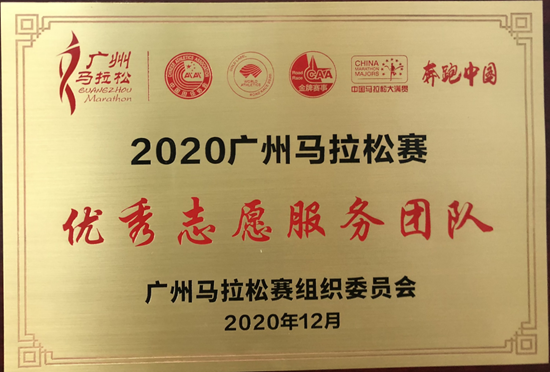 广州
马拉松
GUANGZHOU
Marathon
CAA
金牌赛事
CHINA
MARATHON
MAJORS
中国马拉松大满贯
奔跑中国
2020广州马拉松赛
优秀志愿服务团队
广州马拉松赛组织委员会
2020年12月